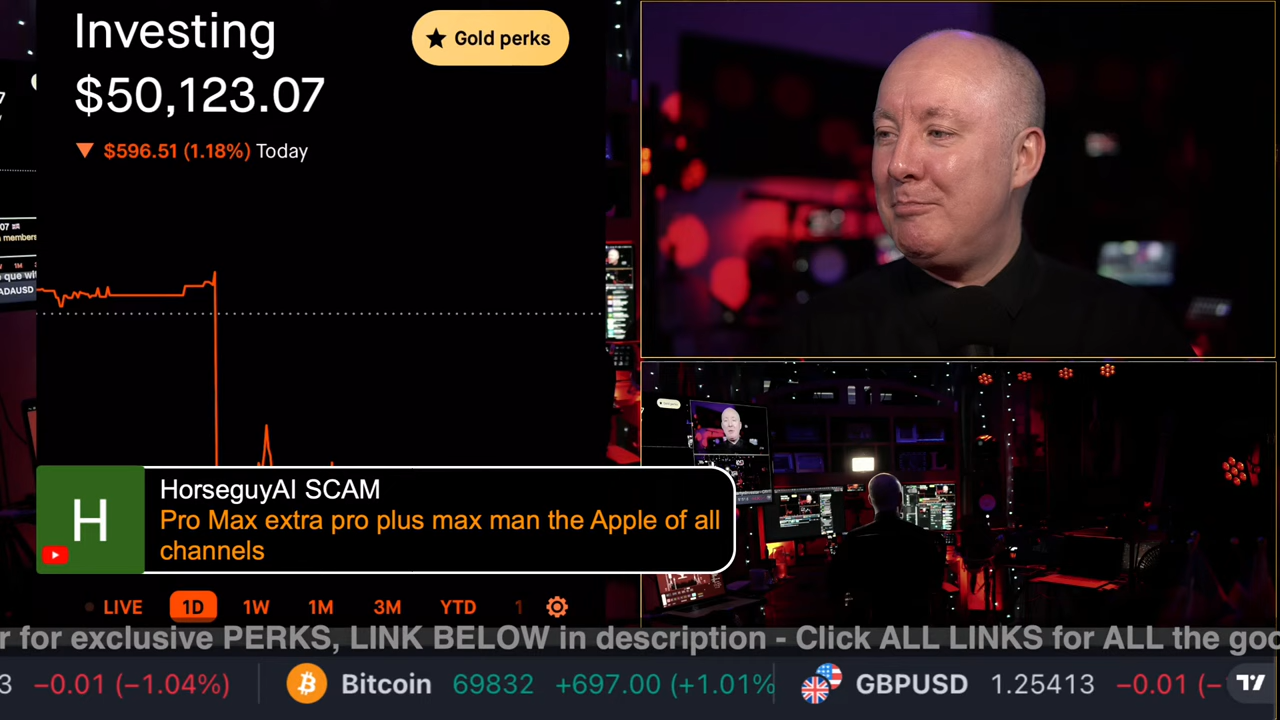 Investing
★ Gold perks
$50,123.07
▼ $596.51 (1.18%) Today
H
HorseguyAI SCAM
Pro Max extra pro plus max man the Apple of all
channels
LIVE 1D 1W 1M 3M YTD 1
r for exclusive PERKS, LINK BELOW in description - Click ALL LINKS for ALL the goo
3 −0.01 (−1.04%) Bitcoin 69832 +697.00 (+1.01% GBPUSD 1.25413 −0.01 (−